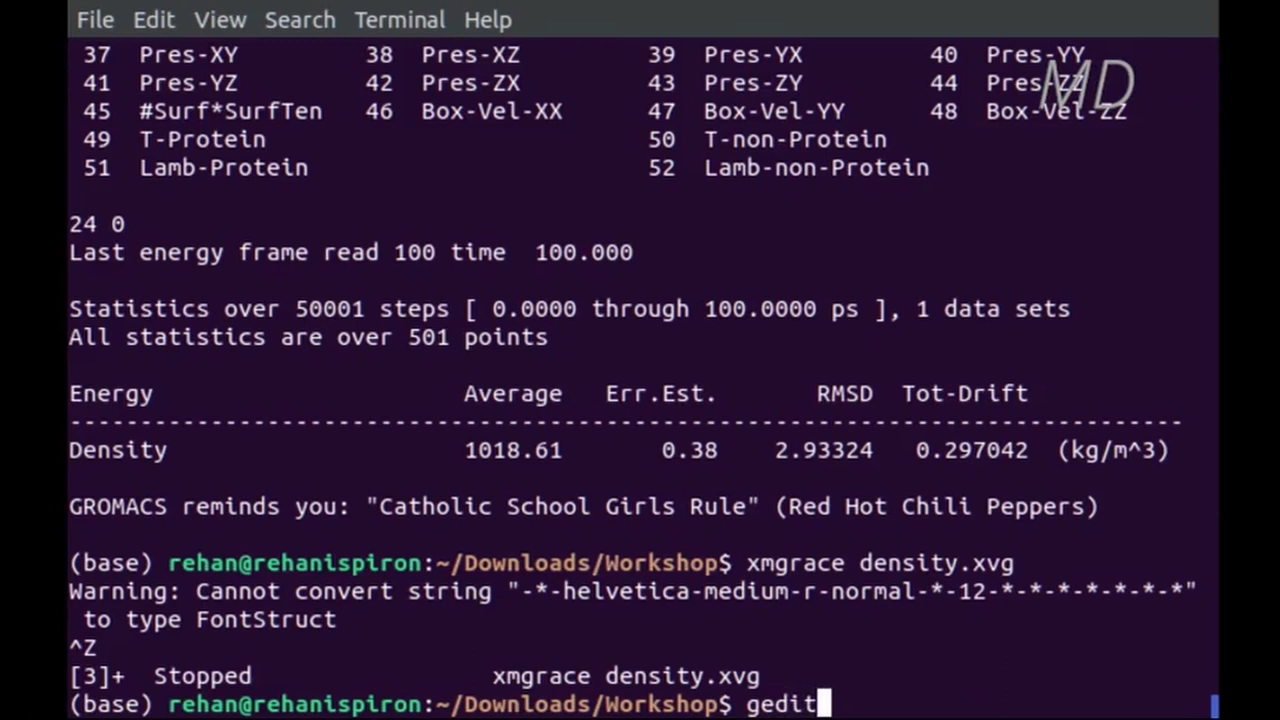 File Edit View Search Terminal Help
37 Pres-XY 38 Pres-XZ 39 Pres-YX 40 Pres-YY
41 Pres-YZ 42 Pres-ZX 43 Pres-ZY 44 Pres-ZZ
MD
45 #Surf*SurfTen 46 Box-Vel-XX 47 Box-Vel-YY 48 Box-Vel-ZZ
49 T-Protein 50 T-non-Protein
51 Lamb-Protein 52 Lamb-non-Protein
24 0
Last energy frame read 100 time 100.000
Statistics over 50001 steps [ 0.0000 through 100.0000 ps ], 1 data sets
All statistics are over 501 points
Energy Average Err.Est. RMSD Tot-Drift
-------------------------------------------------------------------------------
Density 1018.61 0.38 2.93324 0.297042 (kg/m^3)
GROMACS reminds you: "Catholic School Girls Rule" (Red Hot Chili Peppers)
(base) rehan@rehanispiron:~/Downloads/Workshop$ xmgrace density.xvg
Warning: Cannot convert string "-*-helvetica-medium-r-normal-*-12-*-*-*-*-*-*-*"
to type FontStruct
^Z
[3]+ Stopped xmgrace density.xvg
(base) rehan@rehanispiron:~/Downloads/Workshop$ gedit